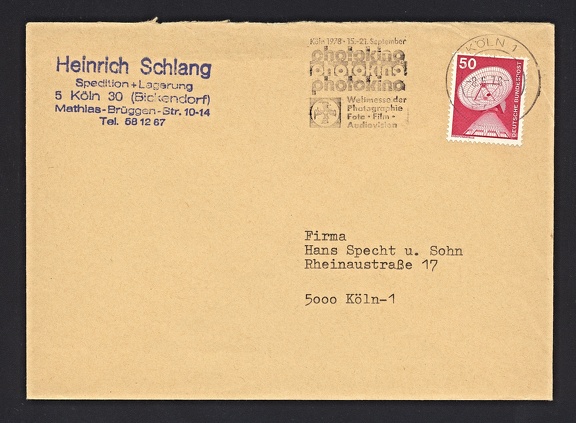 Heinrich Schlang
Spedition+Lagerung
5 Köln 30 (Bickendorf)
Mathias-Brüggen-Str. 10-14
Tel. 58 12 67
Köln 1978 · 15.-21. September
photokina
photokina
photokina
Weltmesse der
Photographie
Foto - Film -
Audiovision
KÖLN 1
50
DEUTSCHE BUNDESPOST
Firma
Hans Specht u. Sohn
Rheinaustraße 17
5000 Köln-1